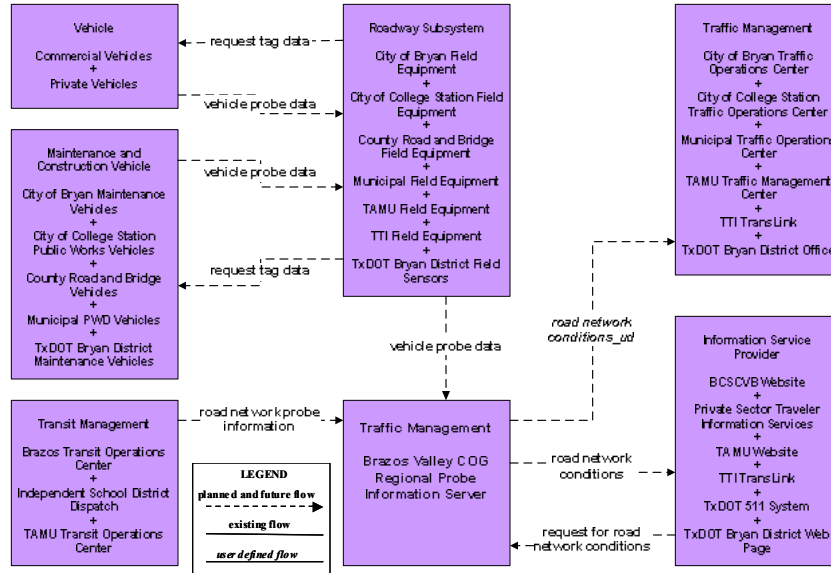 Vehicle
Commercial Vehicles
+
Private Vehicles
request tag data
vehicle probe data
Roadway Subsystem
City of Bryan Field
Equipment
+
City of College Station Field
Equipment
+
County Road and Bridge
Field Equipment
+
Municipal Field Equipment
+
TAMU Field Equipment
+
TTI Field Equipment
+
TxDOT Bryan District Field
Sensors
Traffic Management
City of Bryan Traffic
Operations Center
+
City of College Station
Traffic Operations Center
+
Municipal Traffic Operations
Center
+
TAMU Traffic Management
Center
+
TTI TransLink
+
TxDOT Bryan District Office
Maintenance and
Construction Vehicle
City of Bryan Maintenance
Vehicles
+
City of College Station
Public Works Vehicles
+
County Road and Bridge
Vehicles
+
Municipal PWD Vehicles
+
TxDOT Bryan District
Maintenance Vehicles
vehicle probe data
request tag data
vehicle probe data
road network
conditions_ud
Information Service
Provider
BCSCVB Website
+
Private Sector Traveler
Information Services
+
TAMU Website
+
TTI TransLink
+
TxDOT 511 System
+
TxDOT Bryan District Web
Page
Transit Management
Brazos Transit Operations
Center
+
Independent School District
Dispatch
+
TAMU Transit Operations
Center
road network probe
information
Traffic Management
Brazos Valley COG
Regional Probe
Information Server
road network
conditions
request for road
network conditions
LEGEND
planned and future flow
existing flow
user defined flow